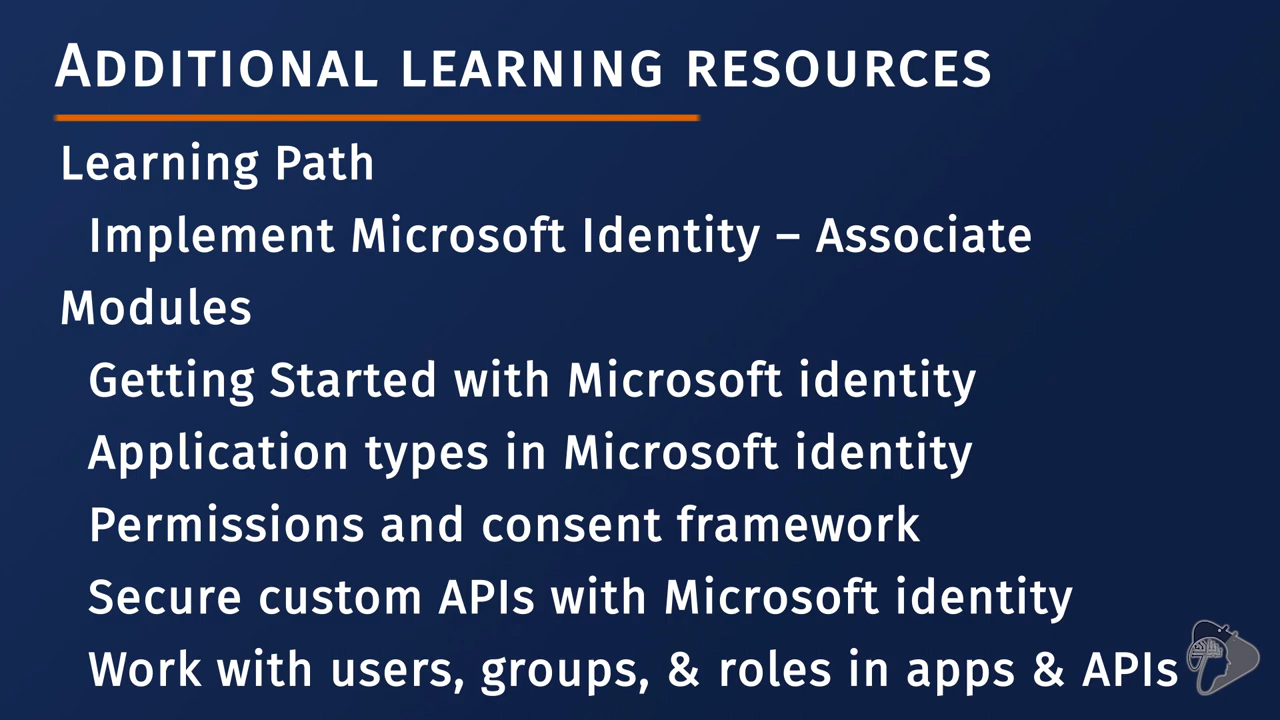 Additional learning resources
Learning Path
Implement Microsoft Identity – Associate
Modules
Getting Started with Microsoft identity
Application types in Microsoft identity
Permissions and consent framework
Secure custom APIs with Microsoft identity
Work with users, groups, & roles in apps & APIs